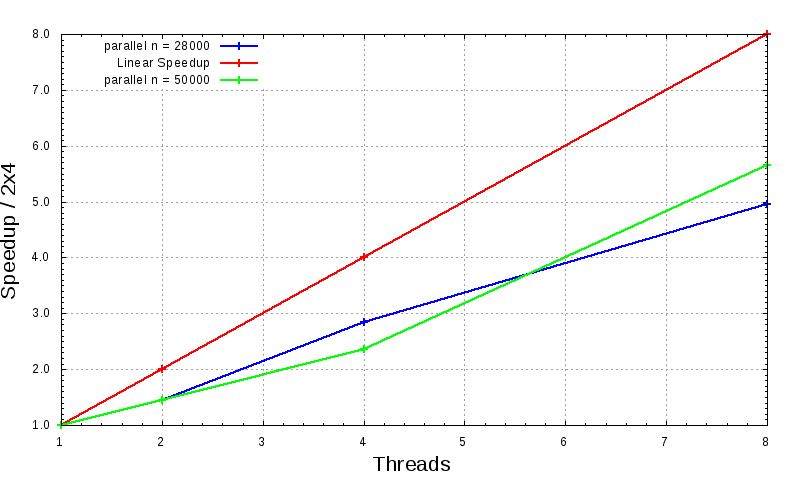 8.0
parallel n = 28000
Linear Speedup
parallel n = 50000
7.0
6.0
5.0
4.0
3.0
2.0
1.0
Speedup / 2x4
1 2 3 4 5 6 7 8
Threads